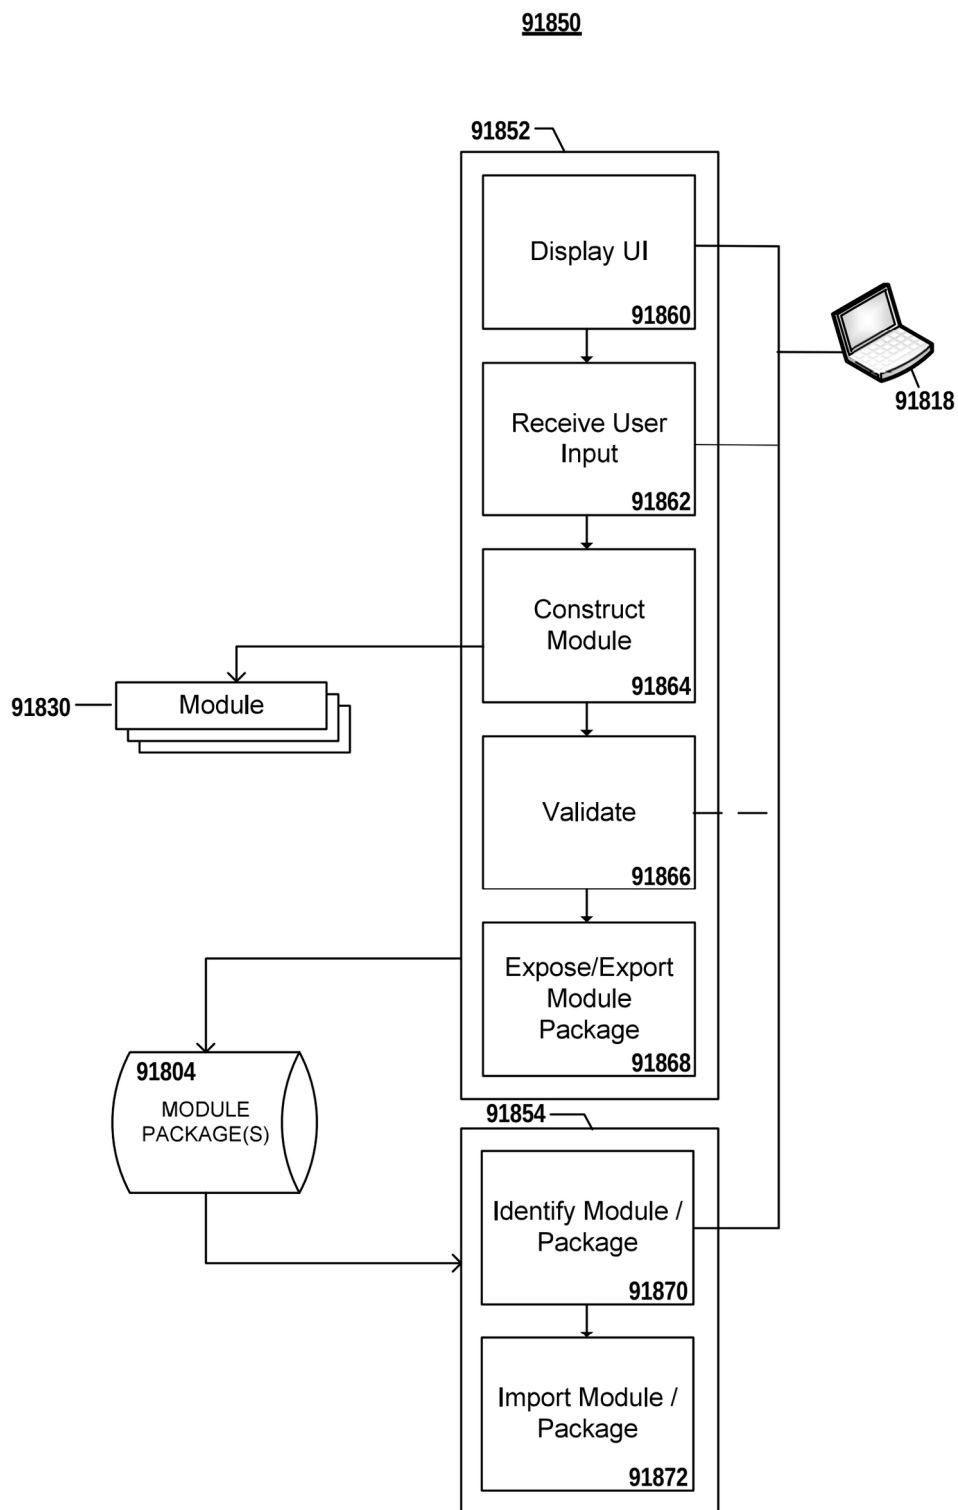 91850
91852
Display UI
91860
91818
Receive User
Input
91862
Construct
Module
91864
91830
Module
Validate
91866
Expose/Export
Module
Package
91868
91804
MODULE
PACKAGE(S)
91854
Identify Module /
Package
91870
Import Module /
Package
91872